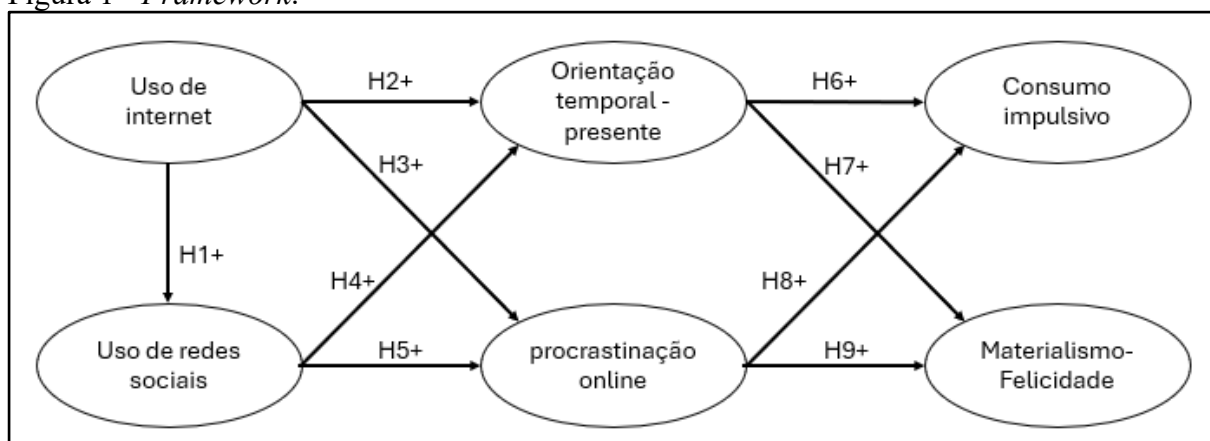 Figura 1 - Framework.
Uso de
internet
H2+
Orientação
temporal -
presente
H6+
Consumo
impulsivo
H3+
H7+
H1+
H4+
H8+
Uso de redes
sociais
H5+
procrastinação
online
H9+
Materialismo-
Felicidade